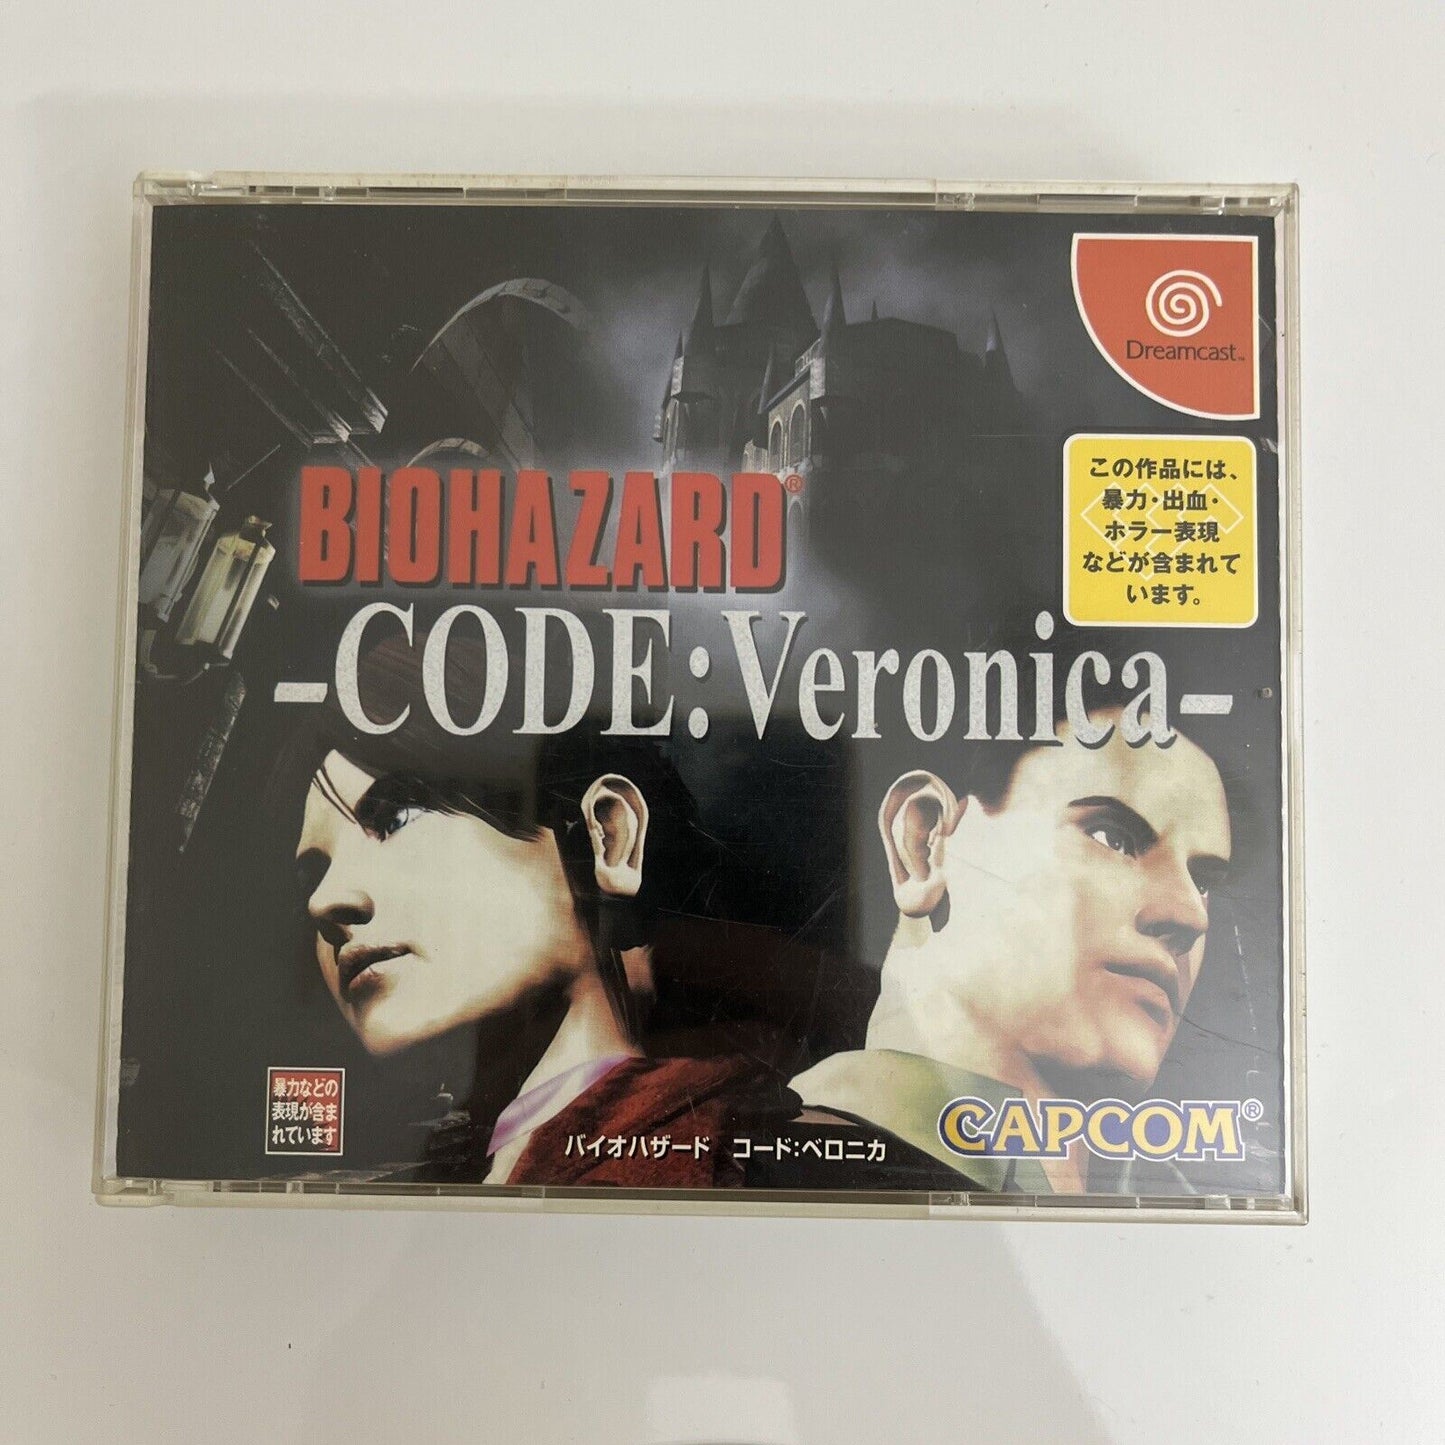 Dreamcast™
この作品には、
暴力・出血・
ホラー表現
などが含まれて
います。
BIOHAZARD®
-CODE:Veronica-
暴力などの
表現が含ま
れています
バイオハザード コード:ベロニカ
CAPCOM®